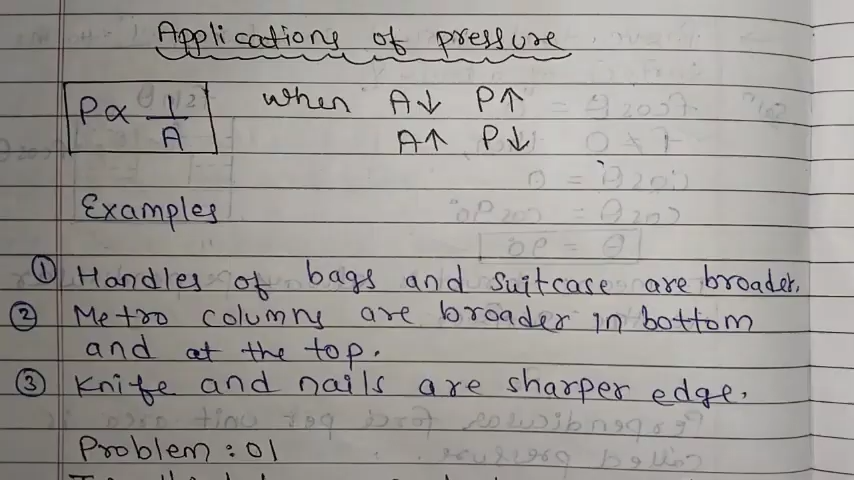 Applications of pressure
P ∝ 1/A when A↓ P↑
A↑ P↓
Examples
① Handles of bags and suitcase are broader.
② Metro columns are broader in bottom
and at the top.
③ Knife and nails are sharper edge.
Problem : 01